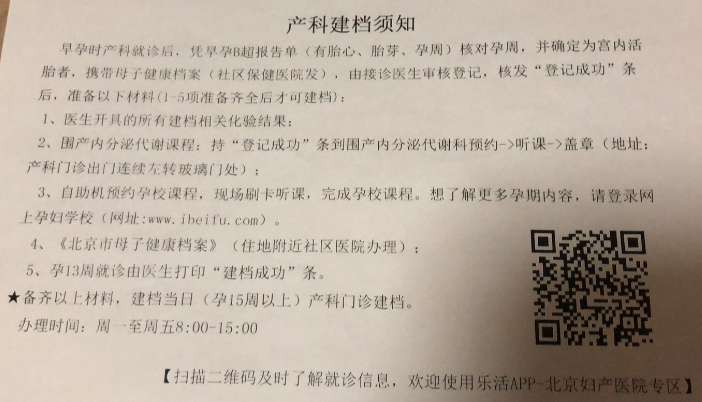 产科建档须知
早孕时产科就诊后，凭早孕B超报告单（有胎心、胎芽、孕周）核对孕周，并确定为宫内活
胎者，携带母子健康档案（社区保健医院发），由接诊医生审核登记，核发“登记成功”条
后，准备以下材料(1-5项准备齐全后才可建档)：
1、医生开具的所有建档相关化验结果；
2、围产内分泌代谢课程：持“登记成功”条到围产内分泌代谢科预约->听课->盖章（地址：
产科门诊出门连续左转玻璃门处）；
3、自助机预约孕校课程，现场刷卡听课，完成孕校课程。想了解更多孕期内容，请登录网
上孕妇学校（网址:www.ibeifu.com）。
4、《北京市母子健康档案》（住地附近社区医院办理）；
5、孕13周就诊由医生打印“建档成功”条。
★备齐以上材料，建档当日（孕15周以上）产科门诊建档。
办理时间：周一至周五8:00-15:00
【扫描二维码及时了解就诊信息，欢迎使用乐活APP-北京妇产医院专区】